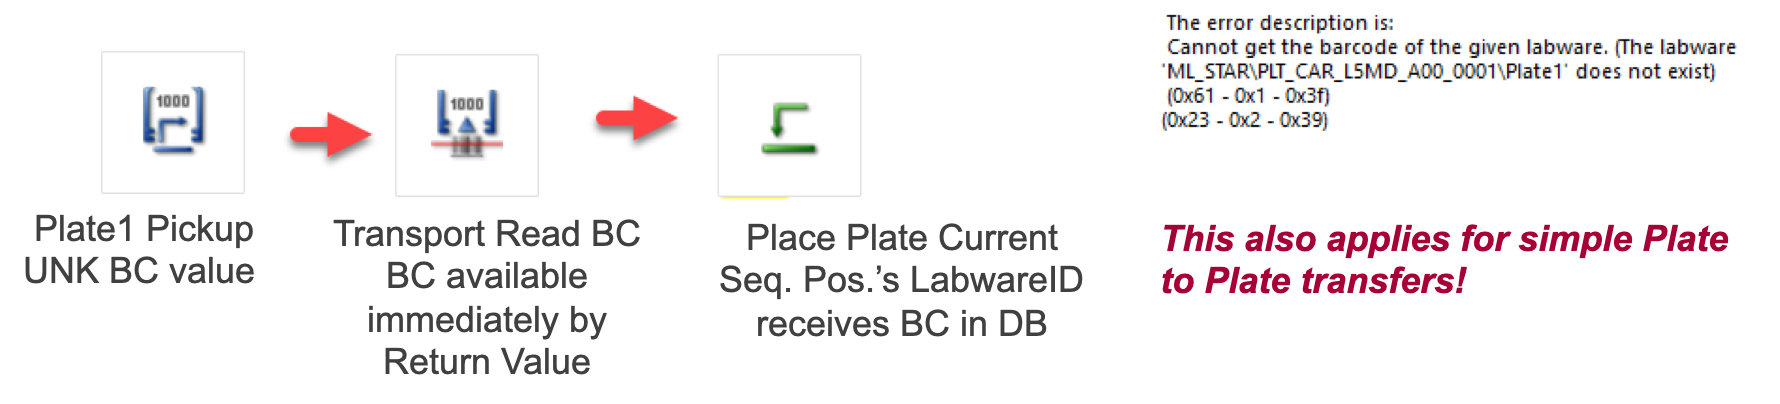 1000
Plate1 Pickup
UNK BC value
1000
Transport Read BC
BC available
immediately by
Return Value
Place Plate Current
Seq. Pos.’s LabwareID
receives BC in DB
The error description is:
Cannot get the barcode of the given labware. (The labware
'ML_STAR\PLT_CAR_L5MD_A00_0001\Plate1' does not exist)
(0x61 - 0x1 - 0x3f)
(0x23 - 0x2 - 0x39)
This also applies for simple Plate
to Plate transfers!